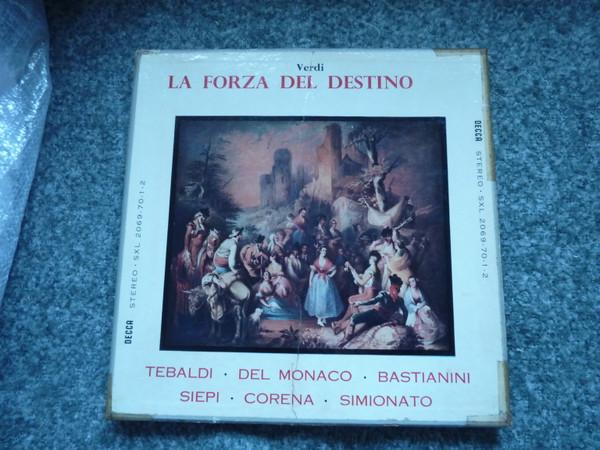 Verdi
LA FORZA DEL DESTINO
DECCA STEREO · SXL 2069-70-1-2
DECCA STEREO · SXL 2069-70-1-2
TEBALDI · DEL MONACO · BASTIANINI
SIEPI · CORENA · SIMIONATO